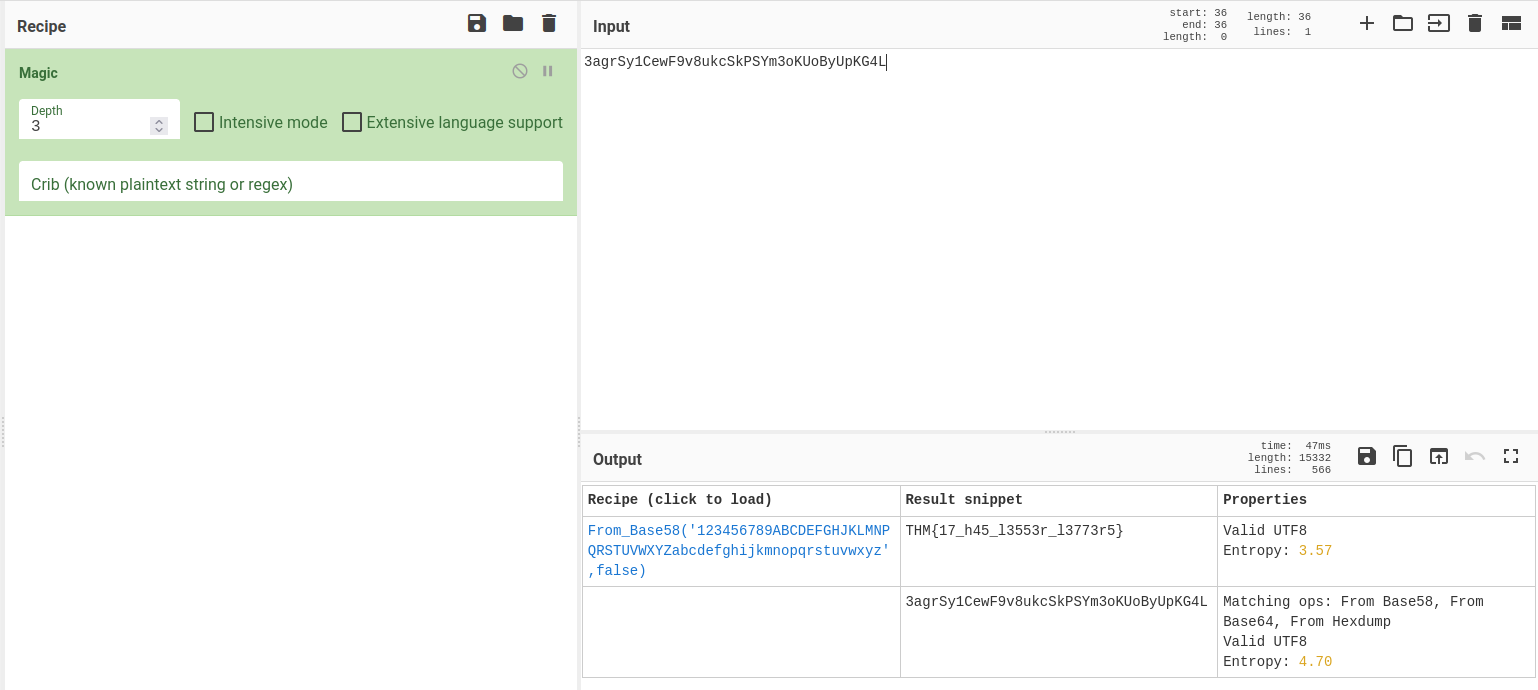 Recipe
Magic
Depth
3
Intensive mode
Extensive language support
Crib (known plaintext string or regex)
Input
start: 36
end: 36
length: 0
length: 36
lines: 1
3agrSy1CewF9v8ukcSkPSYm3oKUoByUpKG4L
Output
time: 47ms
length: 15332
lines: 566
Recipe (click to load)
Result snippet
Properties
From_Base58('123456789ABCDEFGHJKLMNP
QRSTUVWXYZabcdefghijkmnopqrstuvwxyz'
,false)
THM{17_h45_l3553r_l3773r5}
Valid UTF8
Entropy: 3.57
3agrSy1CewF9v8ukcSkPSYm3oKUoByUpKG4L
Matching ops: From Base58, From
Base64, From Hexdump
Valid UTF8
Entropy: 4.70